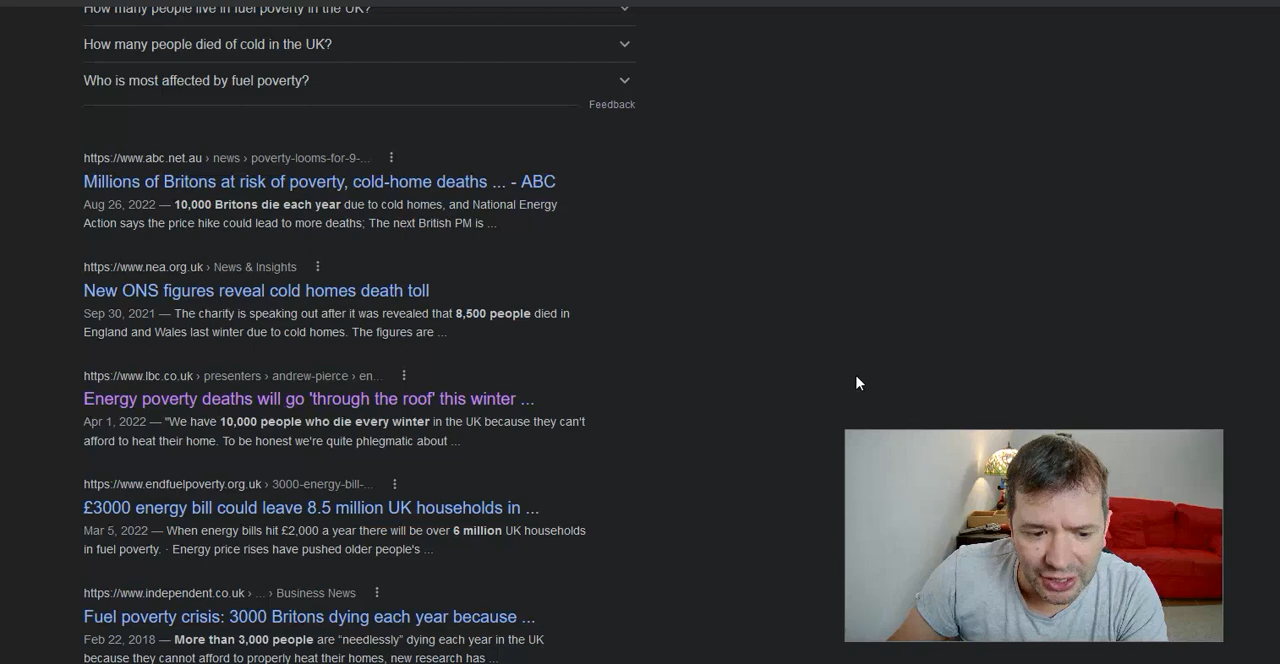 How many people live in fuel poverty in the UK?
How many people died of cold in the UK?
Who is most affected by fuel poverty?
Feedback
https://www.abc.net.au › news › poverty-looms-for-9-...
Millions of Britons at risk of poverty, cold-home deaths ... - ABC
Aug 26, 2022 — 10,000 Britons die each year due to cold homes, and National Energy
Action says the price hike could lead to more deaths; The next British PM is ...
https://www.nea.org.uk › News & Insights
New ONS figures reveal cold homes death toll
Sep 30, 2021 — The charity is speaking out after it was revealed that 8,500 people died in
England and Wales last winter due to cold homes. The figures are ...
https://www.lbc.co.uk › presenters › andrew-pierce › en...
Energy poverty deaths will go 'through the roof' this winter ...
Apr 1, 2022 — "We have 10,000 people who die every winter in the UK because they can't
afford to heat their home. To be honest we're quite phlegmatic about ...
https://www.endfuelpoverty.org.uk › 3000-energy-bill-...
£3000 energy bill could leave 8.5 million UK households in ...
Mar 5, 2022 — When energy bills hit £2,000 a year there will be over 6 million UK households
in fuel poverty. · Energy price rises have pushed older people's ...
https://www.independent.co.uk › ... › Business News
Fuel poverty crisis: 3000 Britons dying each year because ...
Feb 22, 2018 — More than 3,000 people are “needlessly” dying each year in the UK
because they cannot afford to properly heat their homes, new research has ...